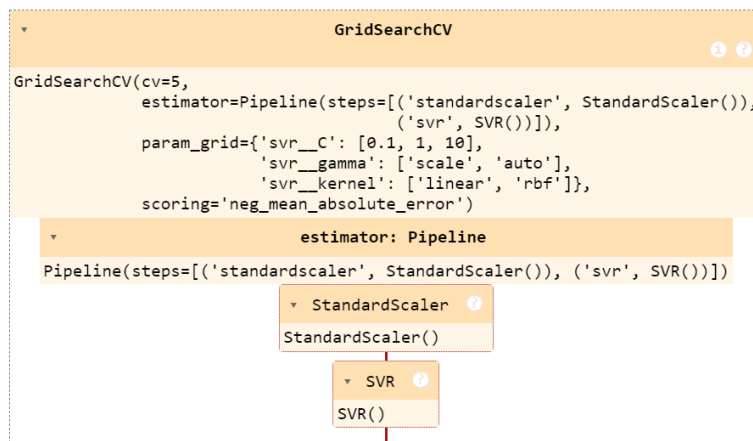 GridSearchCV
i ?
GridSearchCV(cv=5,
             estimator=Pipeline(steps=[('standardscaler', StandardScaler()),
                                       ('svr', SVR())]),
             param_grid={'svr__C': [0.1, 1, 10],
                         'svr__gamma': ['scale', 'auto'],
                         'svr__kernel': ['linear', 'rbf']},
             scoring='neg_mean_absolute_error')
estimator: Pipeline
Pipeline(steps=[('standardscaler', StandardScaler()), ('svr', SVR())])
StandardScaler ?
StandardScaler()
SVR ?
SVR()